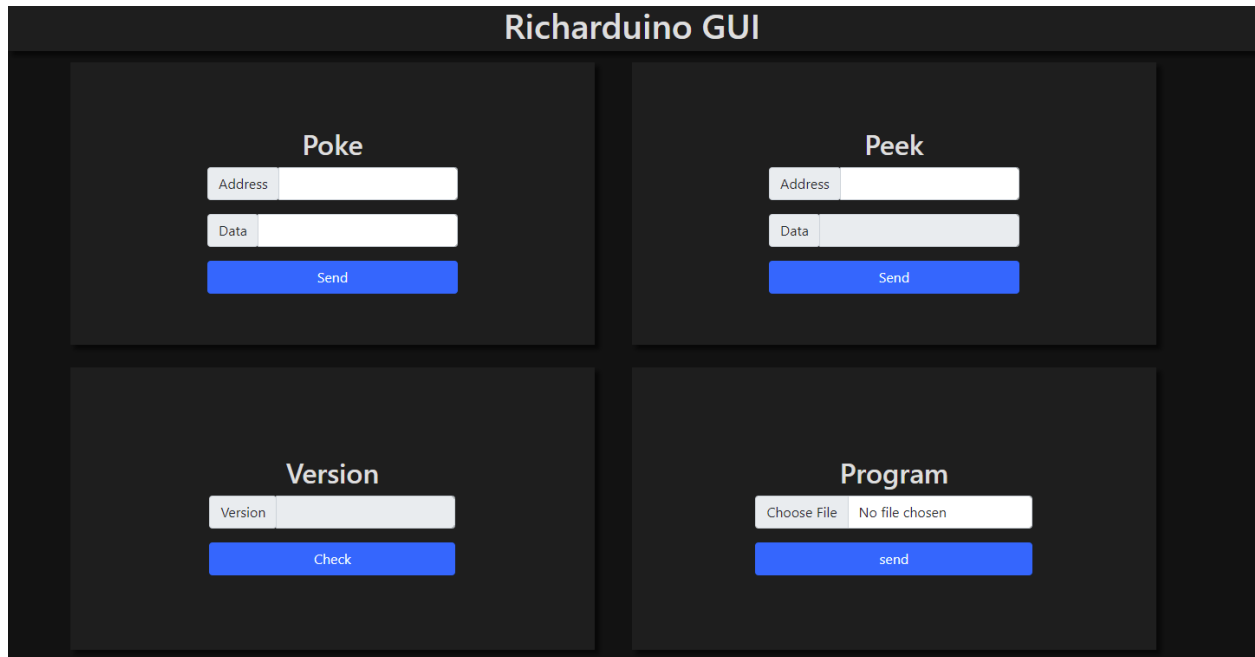 Richarduino GUI
Poke
Address
Data
Send
Peek
Address
Data
Send
Version
Version
Check
Program
Choose File No file chosen
send